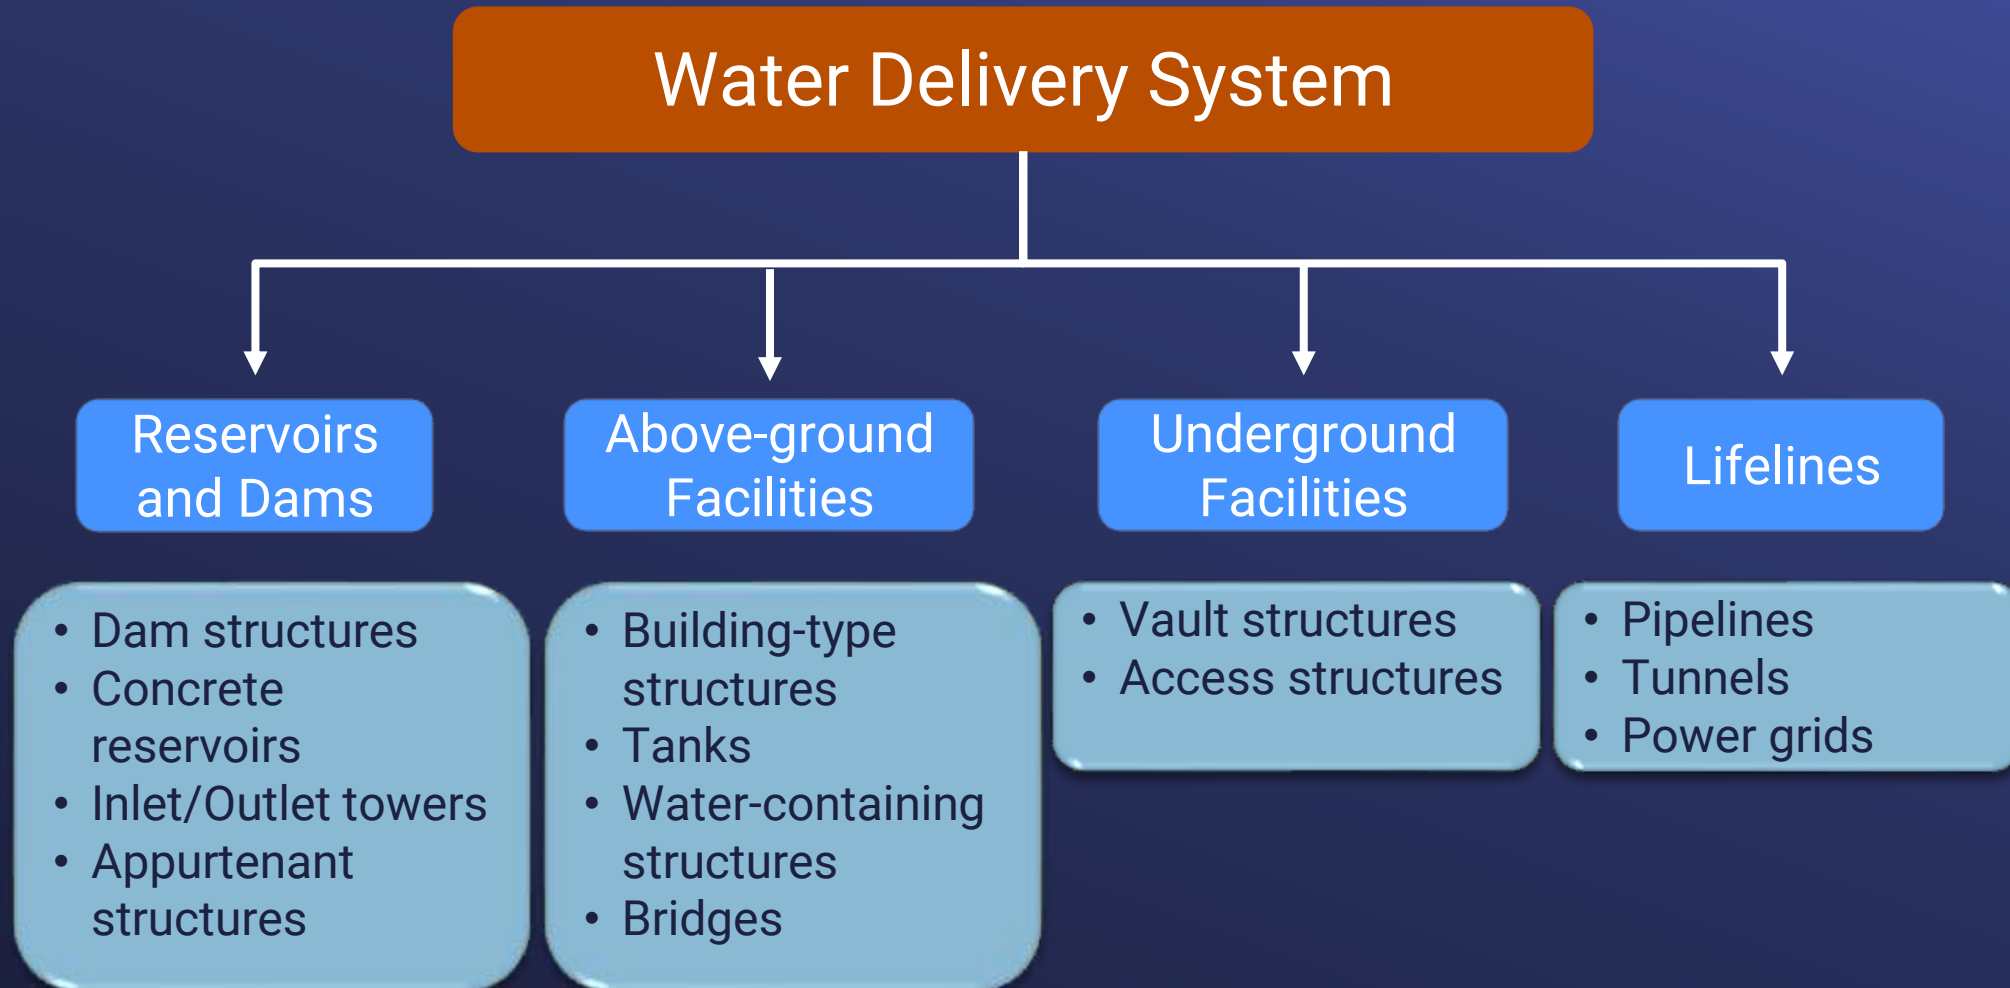 Water Delivery System
Reservoirs
and Dams
Above-ground
Facilities
Underground
Facilities
Lifelines
• Dam structures
• Concrete
reservoirs
• Inlet/Outlet towers
• Appurtenant
structures
• Building-type
structures
• Tanks
• Water-containing
structures
• Bridges
• Vault structures
• Access structures
• Pipelines
• Tunnels
• Power grids